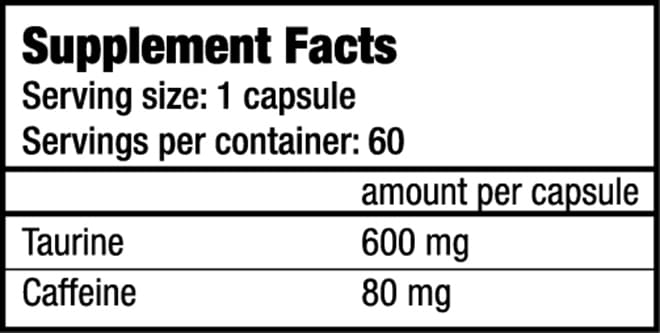 Supplement Facts
Serving size: 1 capsule
Servings per container: 60
amount per capsule
Taurine 600 mg
Caffeine 80 mg